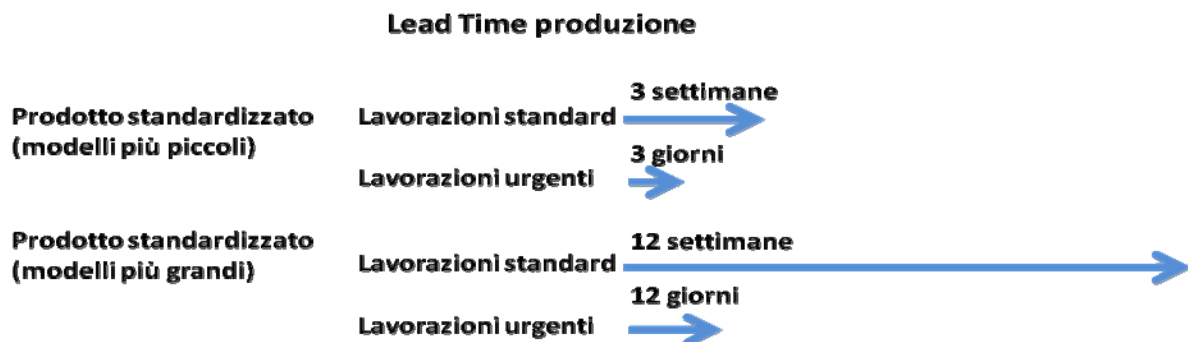 Lead Time produzione
3 settimane
Prodotto standardizzato
(modelli più piccoli)
Lavorazioni standard
3 giorni
Lavorazioni urgenti
Prodotto standardizzato
(modelli più grandi)
12 settimane
Lavorazioni standard
12 giorni
Lavorazioni urgenti